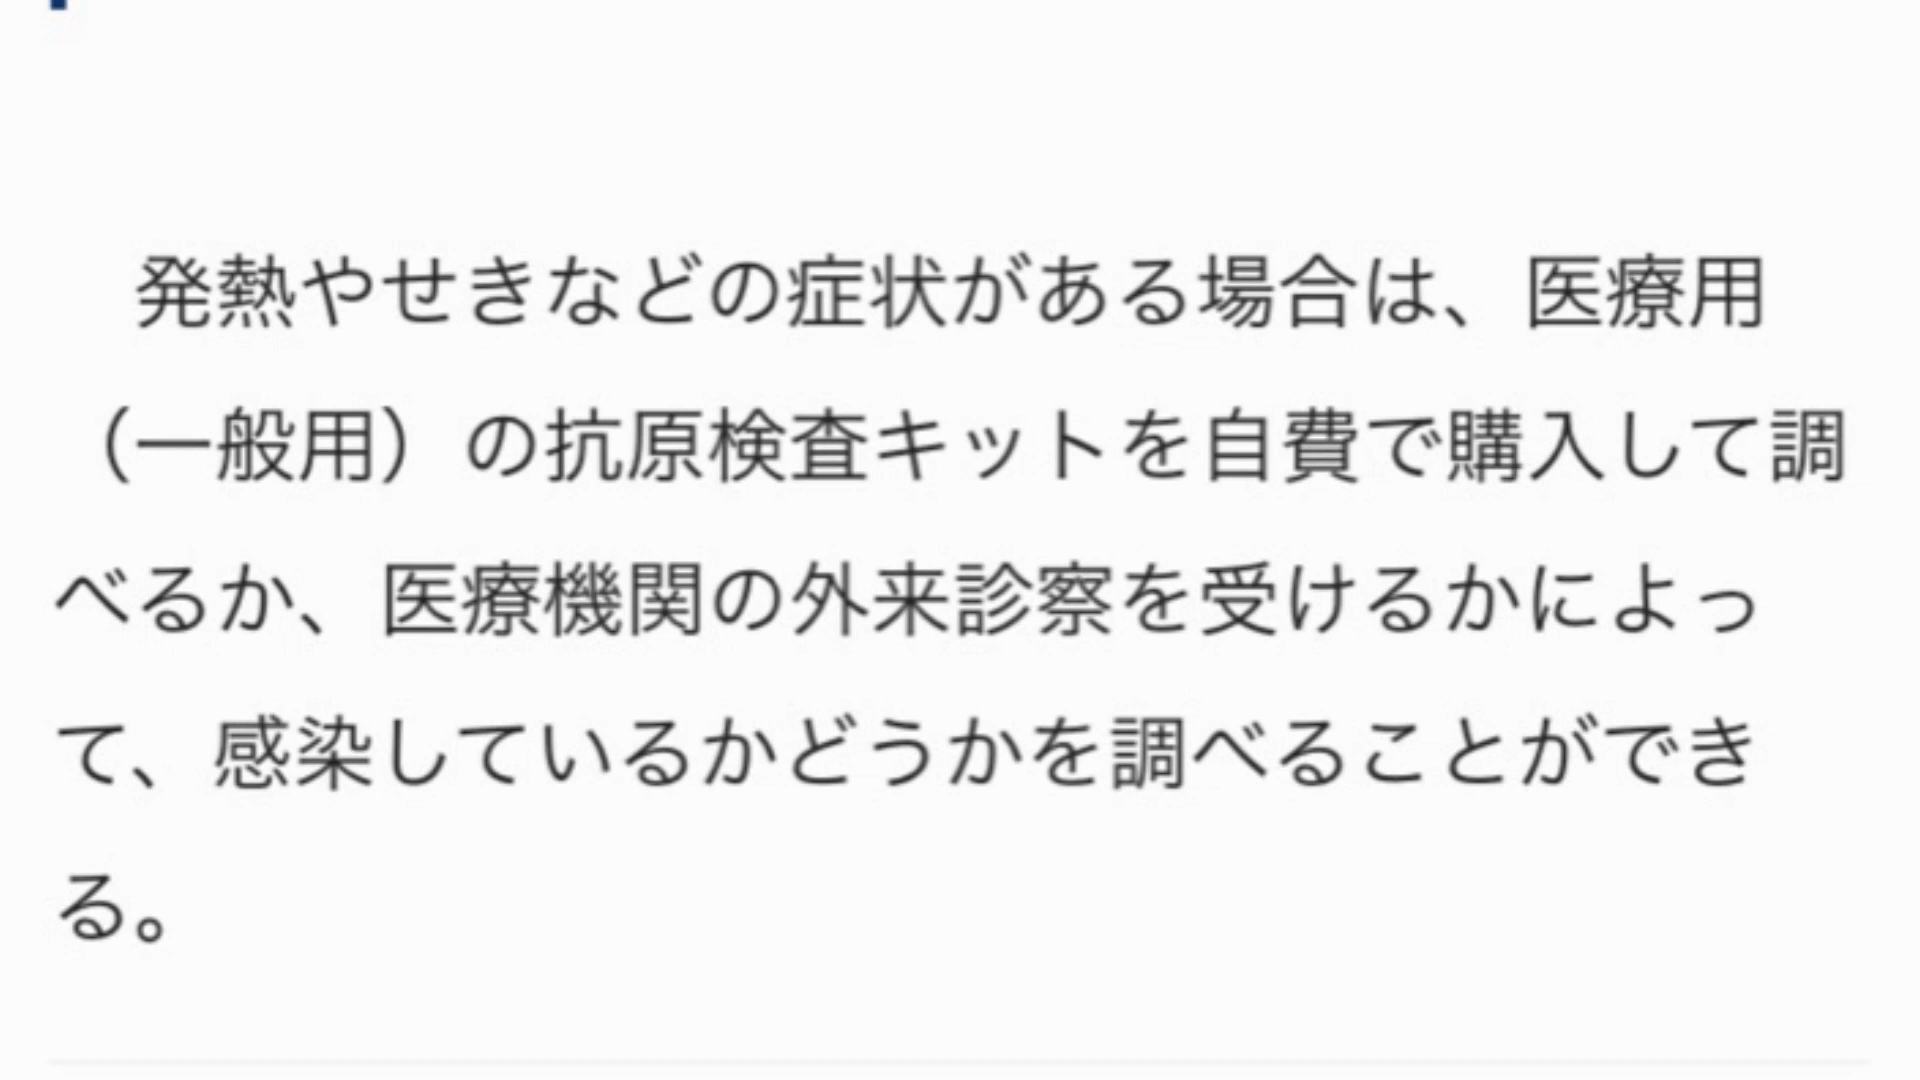 発熱やせきなどの症状がある場合は、医療用
（一般用）の抗原検査キットを自費で購入して調
べるか、医療機関の外来診察を受けるかによっ
て、感染しているかどうかを調べることができ
る。